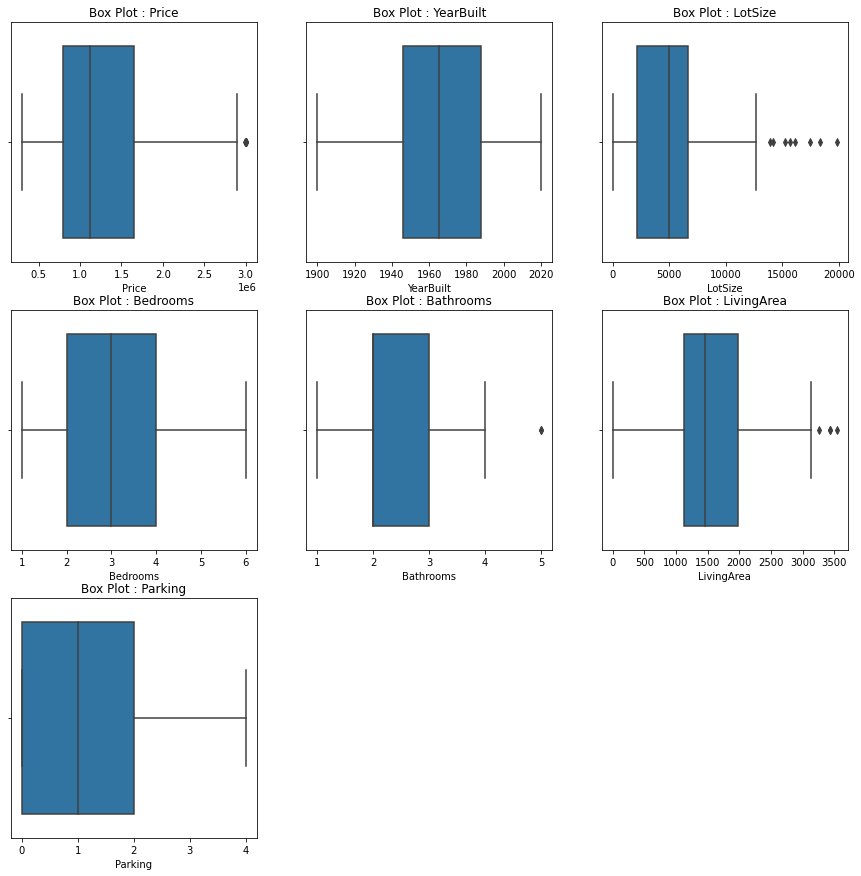 Box Plot : Price
Box Plot : YearBuilt
Box Plot : LotSize
0.5 1.0 1.5 2.0 2.5 3.0
1900 1920 1940 1960 1980 2000 2020
0 5000 10000 15000 20000
Price
1e6
YearBuilt
LotSize
Box Plot : Bedrooms
Box Plot : Bathrooms
Box Plot : LivingArea
1 2 3 4 5 6
1 2 3 4 5
0 500 1000 1500 2000 2500 3000 3500
Bedrooms
Bathrooms
LivingArea
Box Plot : Parking
0 1 2 3 4
Parking